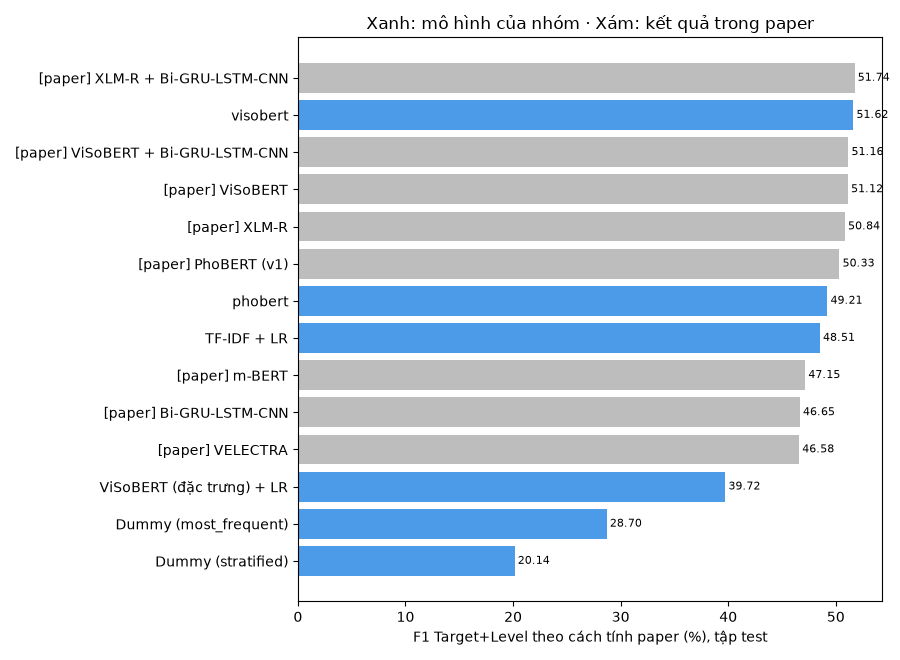 Xanh: mô hình của nhóm · Xám: kết quả trong paper
[paper] XLM-R + Bi-GRU-LSTM-CNN 51.74
visobert 51.62
[paper] ViSoBERT + Bi-GRU-LSTM-CNN 51.16
[paper] ViSoBERT 51.12
[paper] XLM-R 50.84
[paper] PhoBERT (v1) 50.33
phobert 49.21
TF-IDF + LR 48.51
[paper] m-BERT 47.15
[paper] Bi-GRU-LSTM-CNN 46.65
[paper] VELECTRA 46.58
ViSoBERT (đặc trưng) + LR 39.72
Dummy (most_frequent) 28.70
Dummy (stratified) 20.14
0 10 20 30 40 50
F1 Target+Level theo cách tính paper (%), tập test